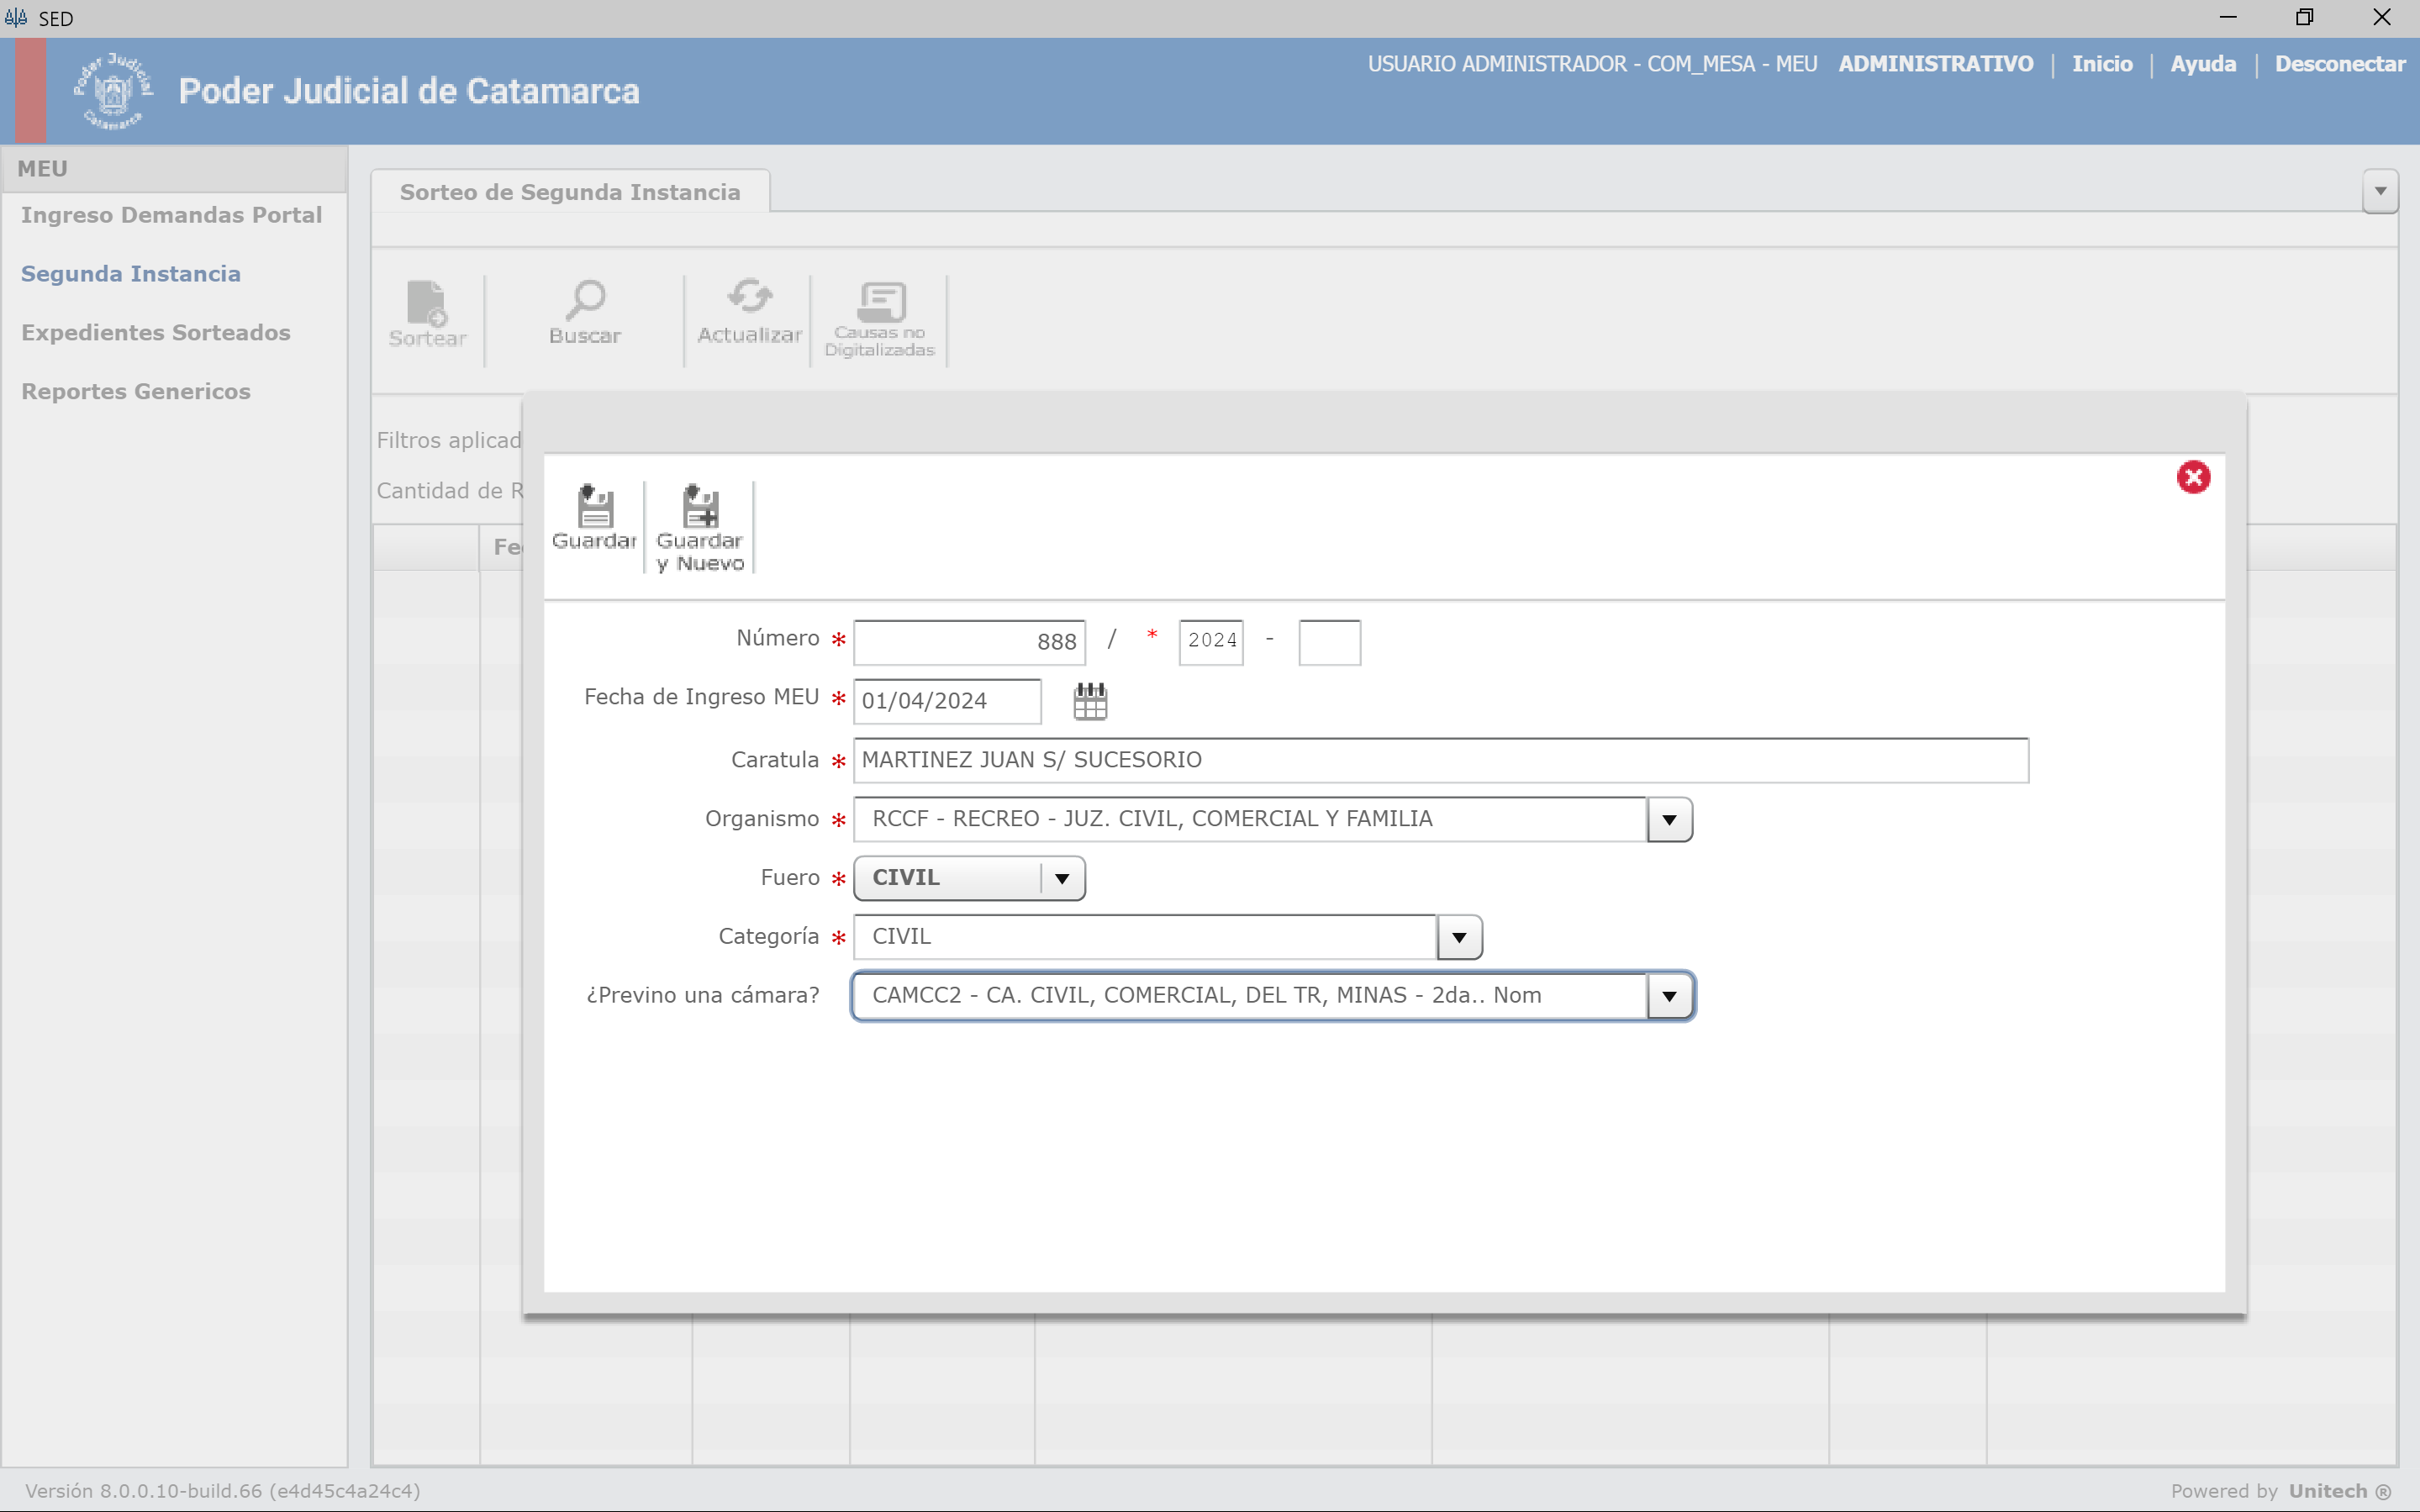 SED
Poder Judicial
Catamarca
Poder Judicial de Catamarca
USUARIO ADMINISTRADOR - COM_MESA - MEU ADMINISTRATIVO | Inicio | Ayuda | Desconectar
MEU
Ingreso Demandas Portal
Segunda Instancia
Expedientes Sorteados
Reportes Genericos
Sorteo de Segunda Instancia
Sortear
Buscar
Actualizar
Causas no
Digitalizadas
Filtros aplicad
Cantidad de R
Fe
Guardar
Guardar
y Nuevo
Número * 888 / * 2024 -
Fecha de Ingreso MEU * 01/04/2024
Caratula * MARTINEZ JUAN S/ SUCESORIO
Organismo * RCCF - RECREO - JUZ. CIVIL, COMERCIAL Y FAMILIA
Fuero * CIVIL
Categoría * CIVIL
¿Previno una cámara? CAMCC2 - CA. CIVIL, COMERCIAL, DEL TR, MINAS - 2da.. Nom
Versión 8.0.0.10-build.66 (e4d45c4a24c4)
Powered by Unitech ®